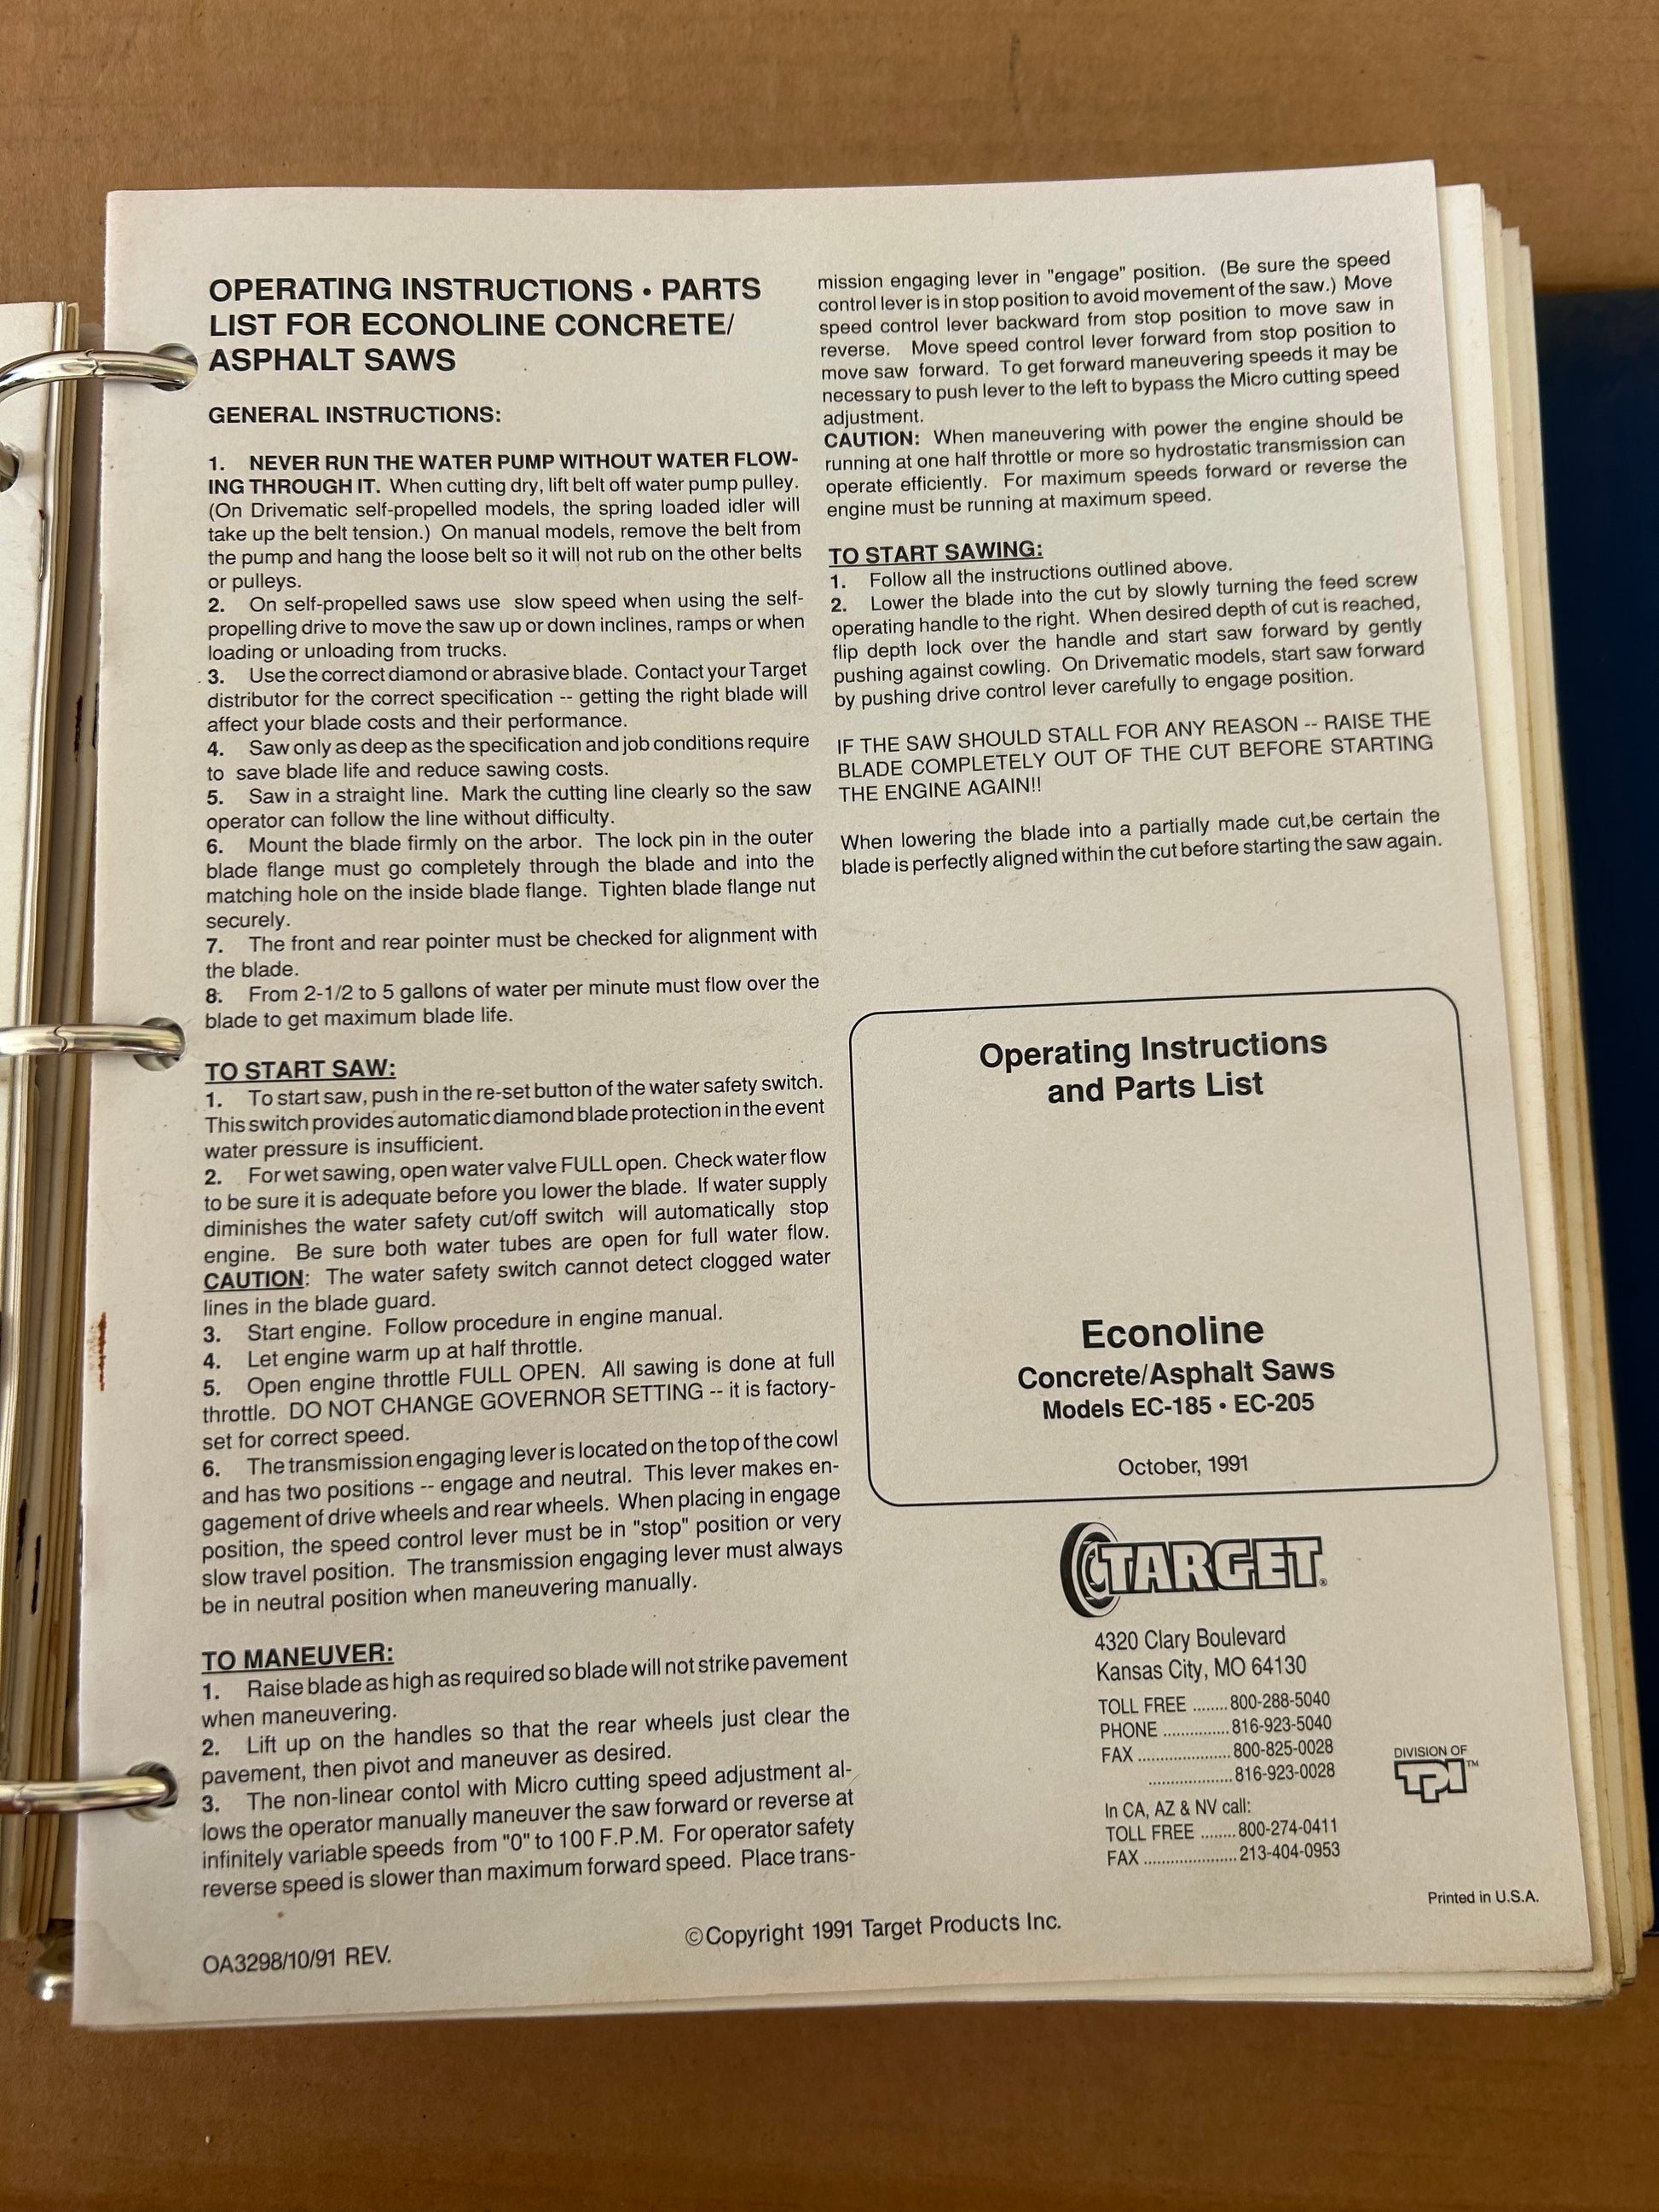 OPERATING INSTRUCTIONS • PARTS
LIST FOR ECONOLINE CONCRETE/
ASPHALT SAWS
GENERAL INSTRUCTIONS:
1. NEVER RUN THE WATER PUMP WITHOUT WATER FLOW-
ING THROUGH IT. When cutting dry, lift belt off water pump pulley.
(On Drivematic self-propelled models, the spring loaded idler will
take up the belt tension.) On manual models, remove the belt from
the pump and hang the loose belt so it will not rub on the other belts
or pulleys.
2. On self-propelled saws use slow speed when using the self-
propelling drive to move the saw up or down inclines, ramps or when
loading or unloading from trucks.
3. Use the correct diamond or abrasive blade. Contact your Target
distributor for the correct specification -- getting the right blade will
affect your blade costs and their performance.
4. Saw only as deep as the specification and job conditions require
to save blade life and reduce sawing costs.
5. Saw in a straight line. Mark the cutting line clearly so the saw
operator can follow the line without difficulty.
6. Mount the blade firmly on the arbor. The lock pin in the outer
blade flange must go completely through the blade and into the
matching hole on the inside blade flange. Tighten blade flange nut
securely.
7. The front and rear pointer must be checked for alignment with
the blade.
8. From 2-1/2 to 5 gallons of water per minute must flow over the
blade to get maximum blade life.
TO START SAW:
1. To start saw, push in the re-set button of the water safety switch.
This switch provides automatic diamond blade protection in the event
water pressure is insufficient.
2. For wet sawing, open water valve FULL open. Check water flow
to be sure it is adequate before you lower the blade. If water supply
diminishes the water safety cut/off switch will automatically stop
engine. Be sure both water tubes are open for full water flow.
CAUTION: The water safety switch cannot detect clogged water
lines in the blade guard.
3. Start engine. Follow procedure in engine manual.
4. Let engine warm up at half throttle.
5. Open engine throttle FULL OPEN. All sawing is done at full
throttle. DO NOT CHANGE GOVERNOR SETTING -- it is factory-
set for correct speed.
6. The transmission engaging lever is located on the top of the cowl
and has two positions -- engage and neutral. This lever makes en-
gagement of drive wheels and rear wheels. When placing in engage
position, the speed control lever must be in "stop" position or very
slow travel position. The transmission engaging lever must always
be in neutral position when maneuvering manually.
TO MANEUVER:
1. Raise blade as high as required so blade will not strike pavement
when maneuvering.
2. Lift up on the handles so that the rear wheels just clear the
pavement, then pivot and maneuver as desired.
3. The non-linear contol with Micro cutting speed adjustment al-
lows the operator manually maneuver the saw forward or reverse at
infinitely variable speeds from "0" to 100 F.P.M. For operator safety
reverse speed is slower than maximum forward speed. Place trans-
mission engaging lever in "engage" position. (Be sure the speed
control lever is in stop position to avoid movement of the saw.) Move
speed control lever backward from stop position to move saw in
reverse. Move speed control lever forward from stop position to
move saw forward. To get forward maneuvering speeds it may be
necessary to push lever to the left to bypass the Micro cutting speed
adjustment.
CAUTION: When maneuvering with power the engine should be
running at one half throttle or more so hydrostatic transmission can
operate efficiently. For maximum speeds forward or reverse the
engine must be running at maximum speed.
TO START SAWING:
1. Follow all the instructions outlined above.
2. Lower the blade into the cut by slowly turning the feed screw
operating handle to the right. When desired depth of cut is reached,
flip depth lock over the handle and start saw forward by gently
pushing against cowling. On Drivematic models, start saw forward
by pushing drive control lever carefully to engage position.
IF THE SAW SHOULD STALL FOR ANY REASON -- RAISE THE
BLADE COMPLETELY OUT OF THE CUT BEFORE STARTING
THE ENGINE AGAIN!!
When lowering the blade into a partially made cut,be certain the
blade is perfectly aligned within the cut before starting the saw again.
Operating Instructions
and Parts List
Econoline
Concrete/Asphalt Saws
Models EC-185 • EC-205
October, 1991
TARGET®
4320 Clary Boulevard
Kansas City, MO 64130
TOLL FREE ........ 800-288-5040
PHONE ............... 816-923-5040
FAX ..................... 800-825-0028
................... 816-923-0028
In CA, AZ & NV call:
TOLL FREE ........ 800-274-0411
FAX ..................... 213-404-0953
DIVISION OF
TPI™
Printed in U.S.A.
©Copyright 1991 Target Products Inc.
OA3298/10/91 REV.